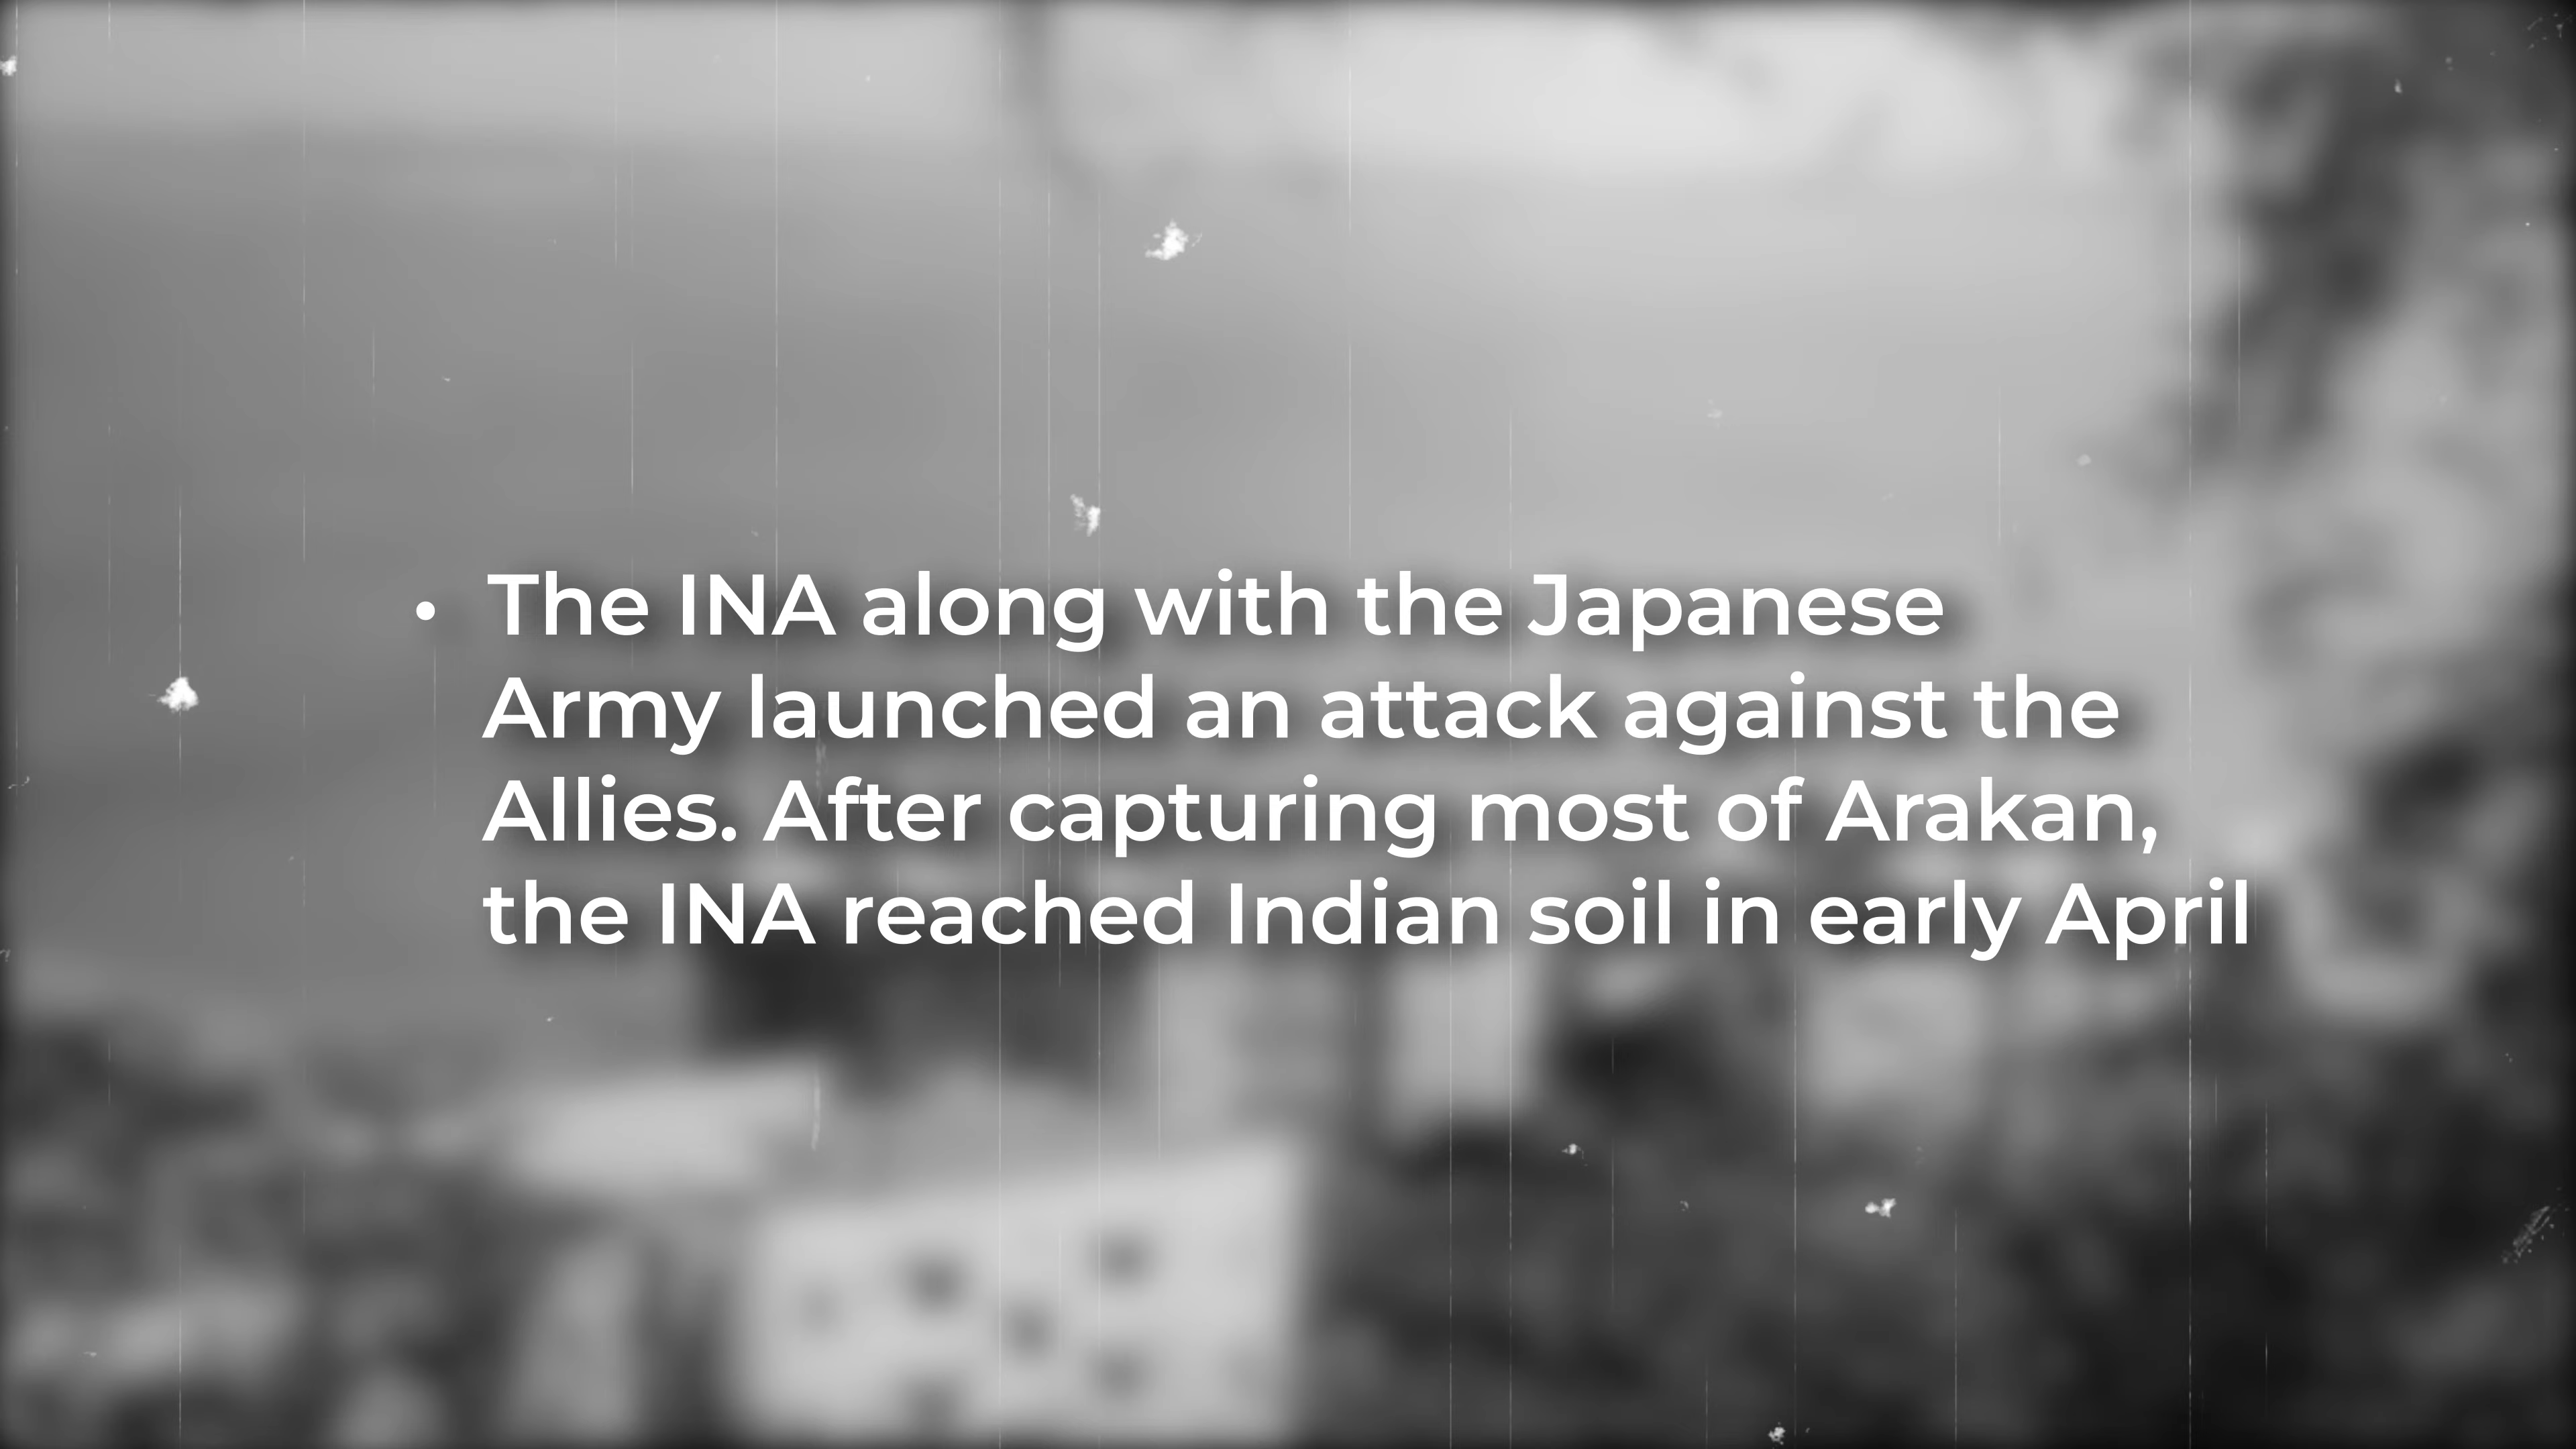 • The INA along with the Japanese
Army launched an attack against the
Allies. After capturing most of Arakan,
the INA reached Indian soil in early April